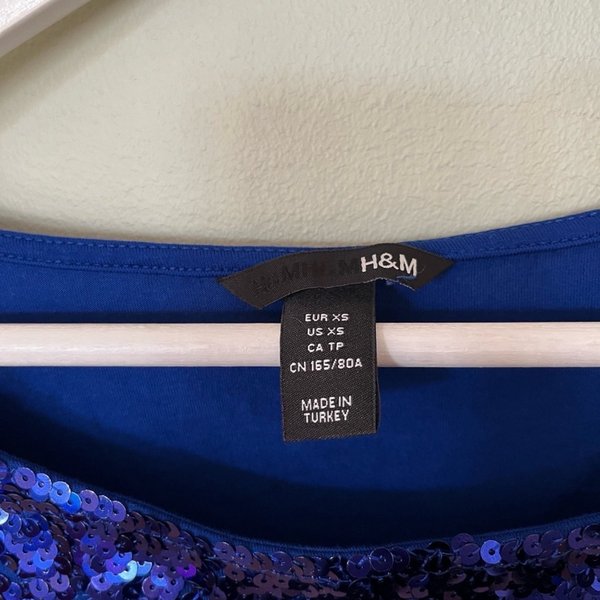 H&M
EUR XS
US XS
CA TP
CN 165/80A
MADE IN
TURKEY